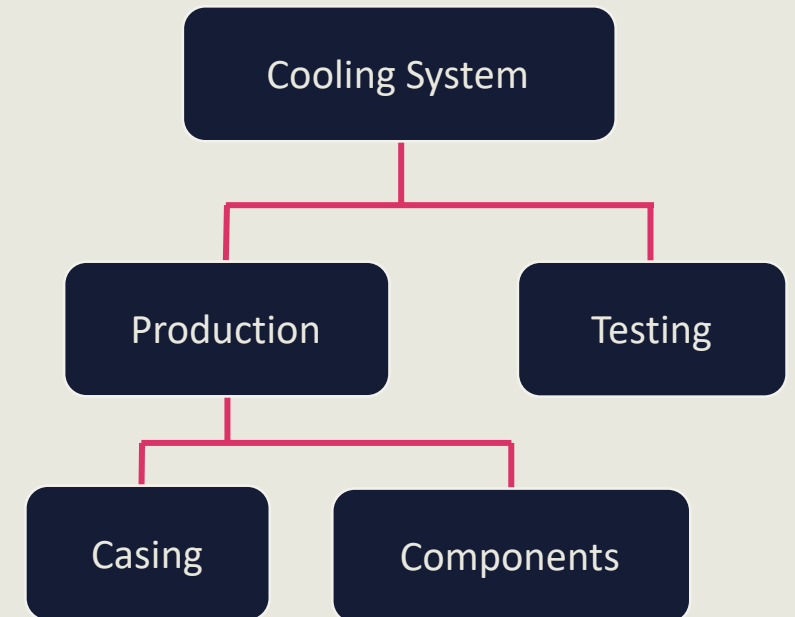 Cooling System
Production
Testing
Casing
Components